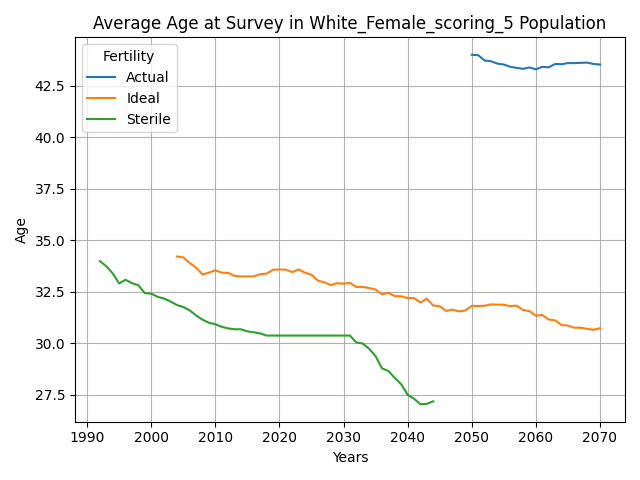 Average Age at Survey in White_Female_scoring_5 Population
Fertility
Actual
Ideal
Sterile
42.5
40.0
37.5
35.0
32.5
30.0
27.5
Age
1990 2000 2010 2020 2030 2040 2050 2060 2070
Years